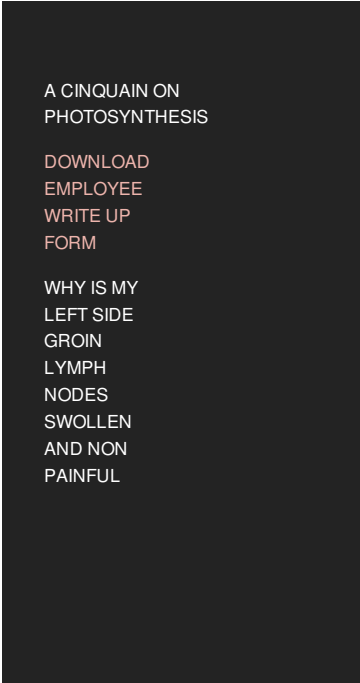 A CINQUAIN ON
PHOTOSYNTHESIS
DOWNLOAD
EMPLOYEE
WRITE UP
FORM
WHY IS MY
LEFT SIDE
GROIN
LYMPH
NODES
SWOLLEN
AND NON
PAINFUL